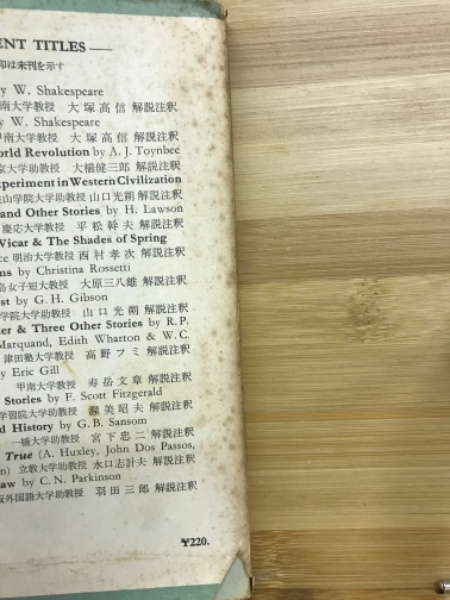 ENT TITLES—
印は未刊を示す
y W. Shakespeare
南大学教授 大塚高信 解説注釈
y W. Shakespeare
甲南大学教授 大塚高信 解説注釈
orld Revolution by A. J. Toynbee
京大学助教授 大橋健三郎 解説注釈
xperiment in Western Civilization
山学院大学助教授 山口光朔 解説注釈
and Other Stories by H. Lawson
慶応大学教授 平松幹夫 解説注釈
Vicar & The Shades of Spring
ce 明治大学教授 西村孝次 解説注釈
ns by Christina Rossetti
島女子短大教授 大原三八雄 解説注釈
st by G. H. Gibson
学院大学助教授 山口光朔 解説注釈
er & Three Other Stories by R. P.
Marquand, Edith Wharton & W. C.
津田塾大学教授 高野フミ 解説注釈
y Eric Gill
甲南大学教授 寿岳文章 解説注釈
Stories by F. Scott Fitzgerald
学習院大学助教授 渥美昭夫 解説注釈
d History by G. B. Sansom
一橋大学助教授 宮下忠二 解説注釈
True (A. Huxley, John Dos Passos,
n) 立教大学助教授 水口志計夫 解説注釈
aw by C. N. Parkinson
阪外国語大学助教授 羽田三郎 解説注釈
¥220.